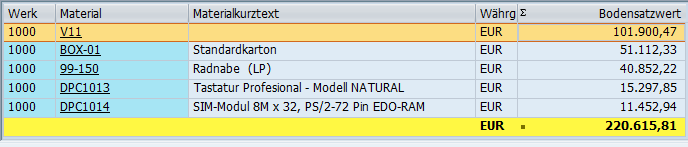 Werk Material Materialkurztext Währg Σ Bodensatzwert
1000 V11 EUR 101.900,47
1000 BOX-01 Standardkarton EUR 51.112,33
1000 99-150 Radnabe (LP) EUR 40.852,22
1000 DPC1013 Tastatur Profesional - Modell NATURAL EUR 15.297,85
1000 DPC1014 SIM-Modul 8M x 32, PS/2-72 Pin EDO-RAM EUR 11.452,94
EUR ▪ 220.615,81